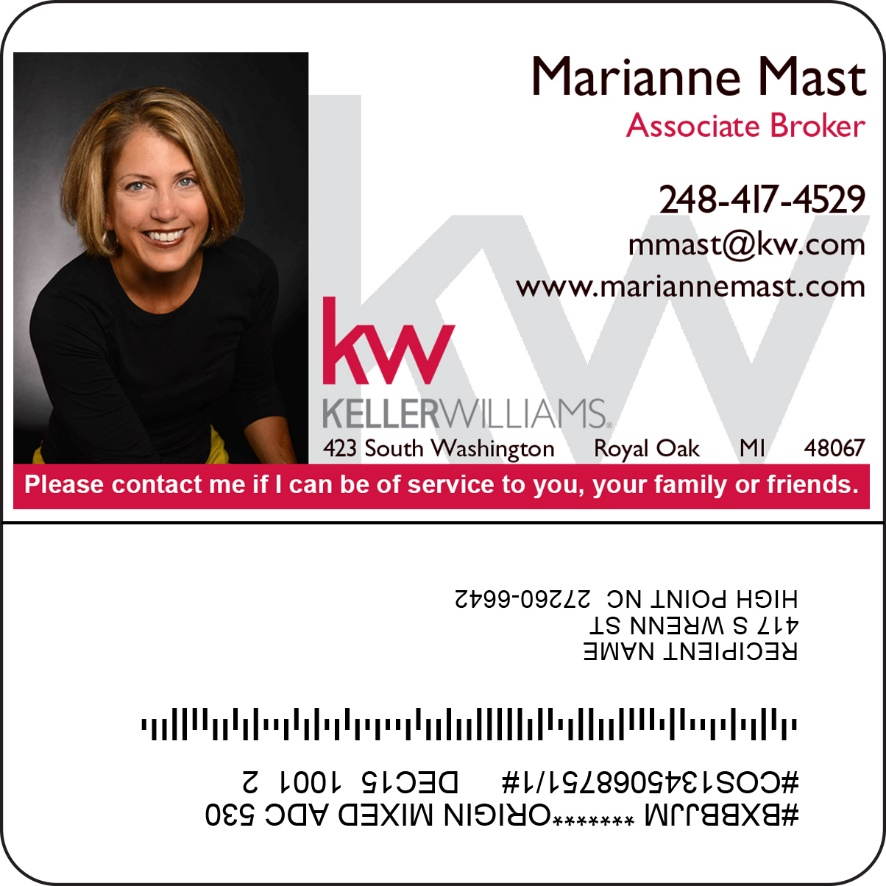 Marianne Mast
Associate Broker
248-417-4529
mmast@kw.com
www.mariannemast.com
kw
kw
KELLERWILLIAMS®
423 South Washington Royal Oak MI 48067
Please contact me if I can be of service to you, your family or friends.
#BXBBJJM *******ORIGIN MIXED ADC 530
#COS1345068751/1# DEC15 1001 2
RECIPIENT NAME
417 S WRENN ST
HIGH POINT NC 27260-6642